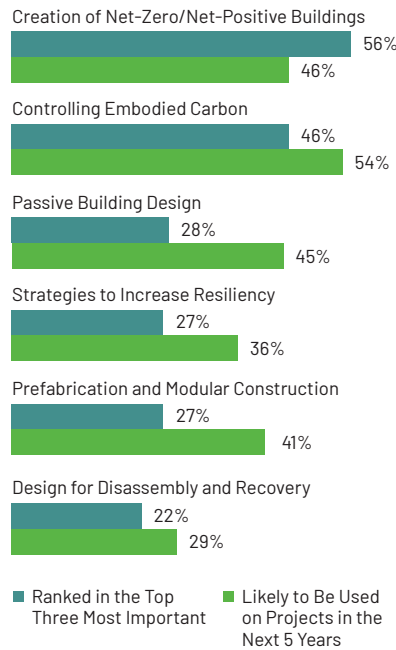 Creation of Net-Zero/Net-Positive Buildings
56%
46%
Controlling Embodied Carbon
46%
54%
Passive Building Design
28%
45%
Strategies to Increase Resiliency
27%
36%
Prefabrication and Modular Construction
27%
41%
Design for Disassembly and Recovery
22%
29%
Ranked in the Top
Three Most Important
Likely to Be Used
on Projects in the
Next 5 Years